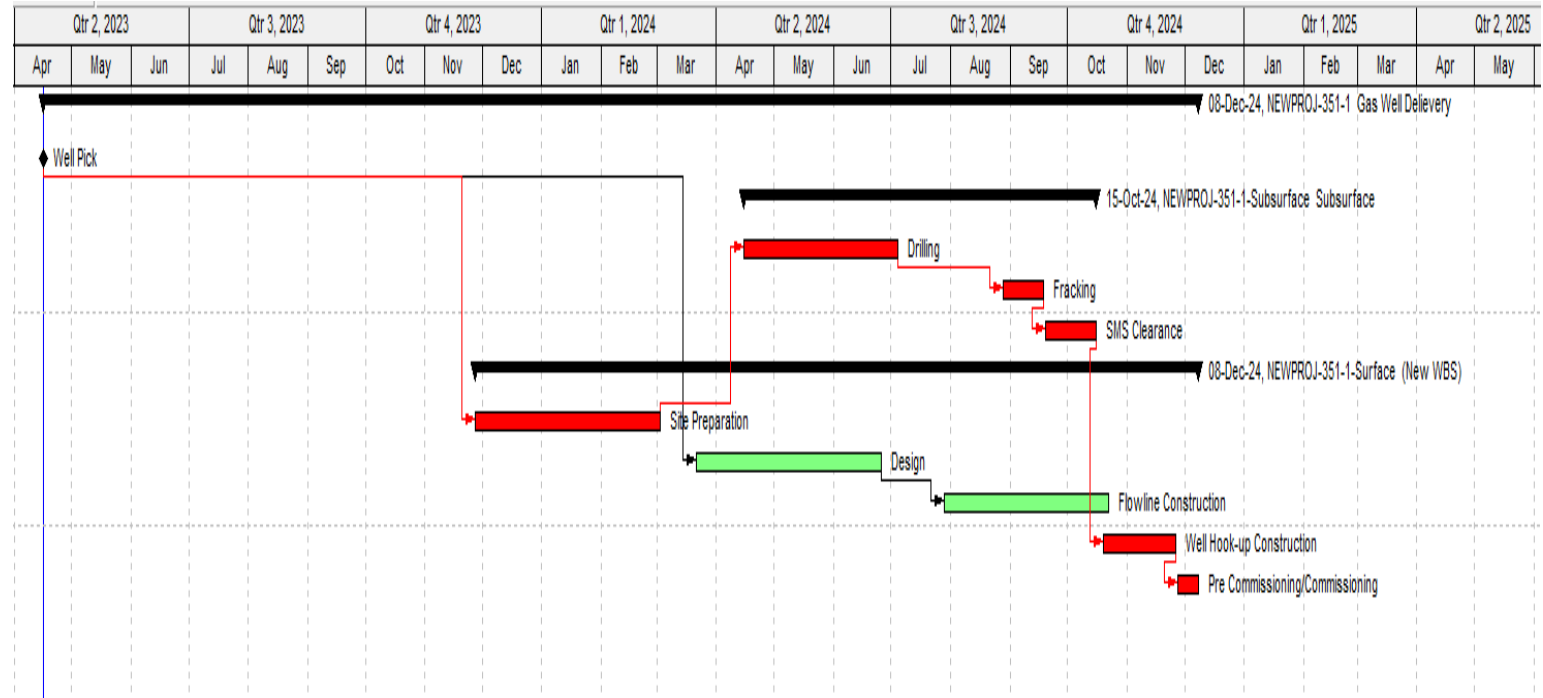 Qtr 2, 2023 Qtr 3, 2023 Qtr 4, 2023 Qtr 1, 2024 Qtr 2, 2024 Qtr 3, 2024 Qtr 4, 2024 Qtr 1, 2025 Qtr 2, 2025
Apr May Jun Jul Aug Sep Oct Nov Dec Jan Feb Mar Apr May Jun Jul Aug Sep Oct Nov Dec Jan Feb Mar Apr May
08-Dec-24, NEWPROJ-351-1 Gas Well Delievery
Well Pick
15-Oct-24, NEWPROJ-351-1-Subsurface Subsurface
Drilling
Fracking
SMS Clearance
08-Dec-24, NEWPROJ-351-1-Surface (New WBS)
Site Preparation
Design
Flowline Construction
Well Hook-up Construction
Pre Commissioning/Commissioning